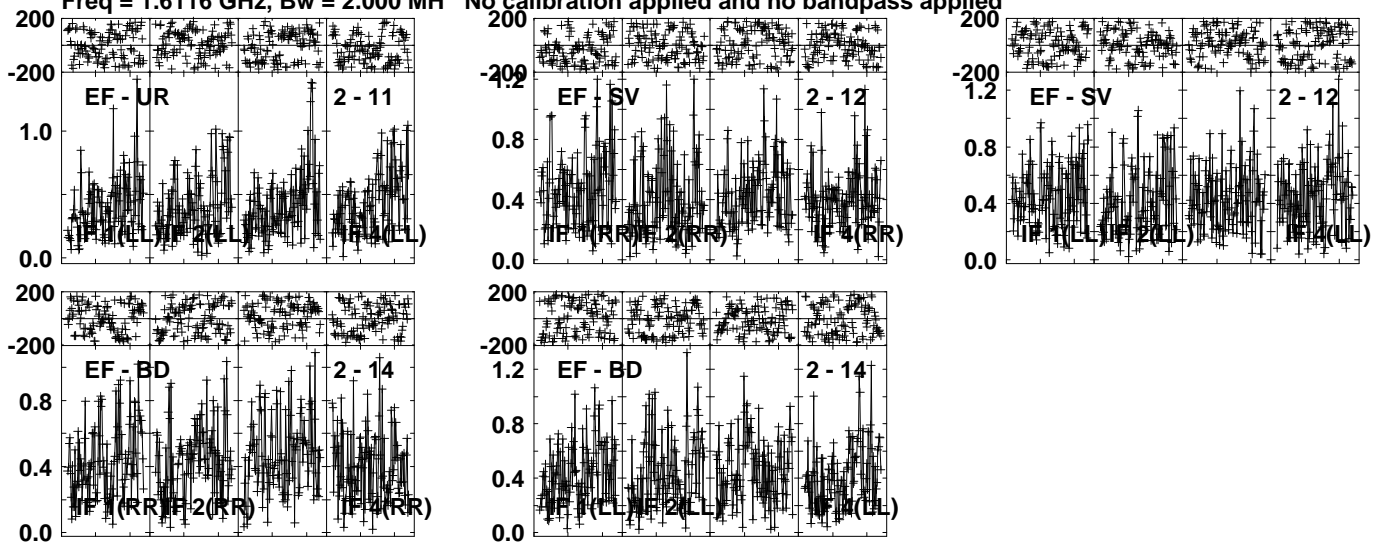 Freq = 1.6116 GHz, Bw = 2.000 MH No calibration applied and no bandpass applied
200
-200
EF - UR 2 - 11
1.0
0.0
IF 1(LL) IF 2(LL) IF 4(LL)
1.2
EF - SV 2 - 12
0.8
0.4
0.0
IF 1(RR) IF 2(RR) IF 4(RR)
-200
1.2
EF - SV 2 - 12
0.8
0.4
0.0
IF 1(LL) IF 2(LL) IF 4(LL)
200
-200
EF - BD 2 - 14
0.8
0.4
0.0
IF 1(RR) IF 2(RR) IF 4(RR)
1.2
EF - BD 2 - 14
0.8
0.4
0.0
IF 1(LL) IF 2(LL) IF 4(LL)